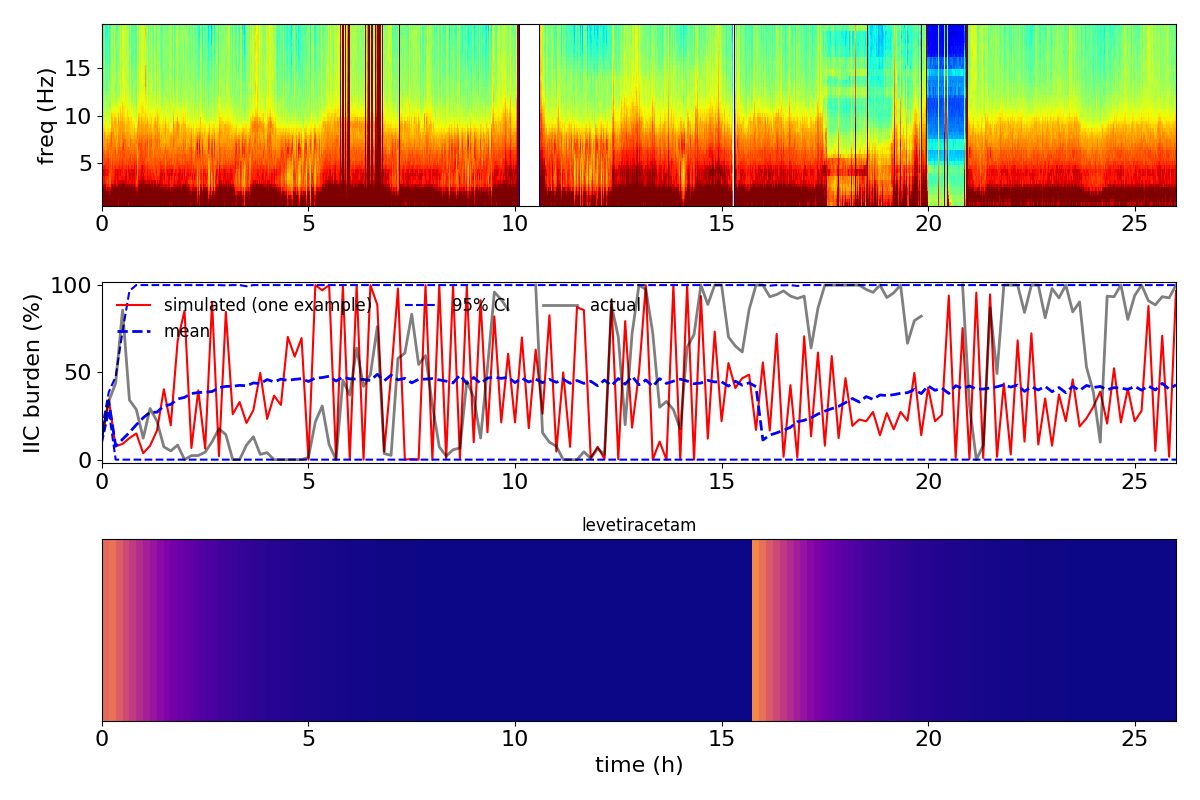 freq (Hz)
15
10
5
0 5 10 15 20 25
IIC burden (%)
100
50
0
simulated (one example)
mean
95% CI
actual
0 5 10 15 20 25
levetiracetam
0 5 10 15 20 25
time (h)